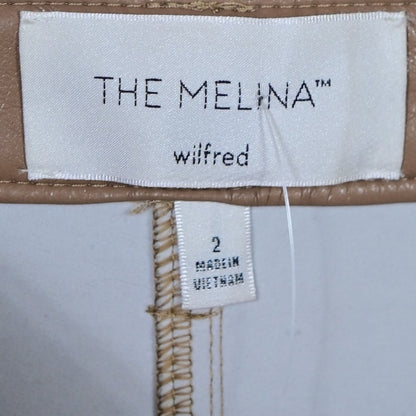 THE MELINA™
wilfred
2
MADE IN
VIETNAM